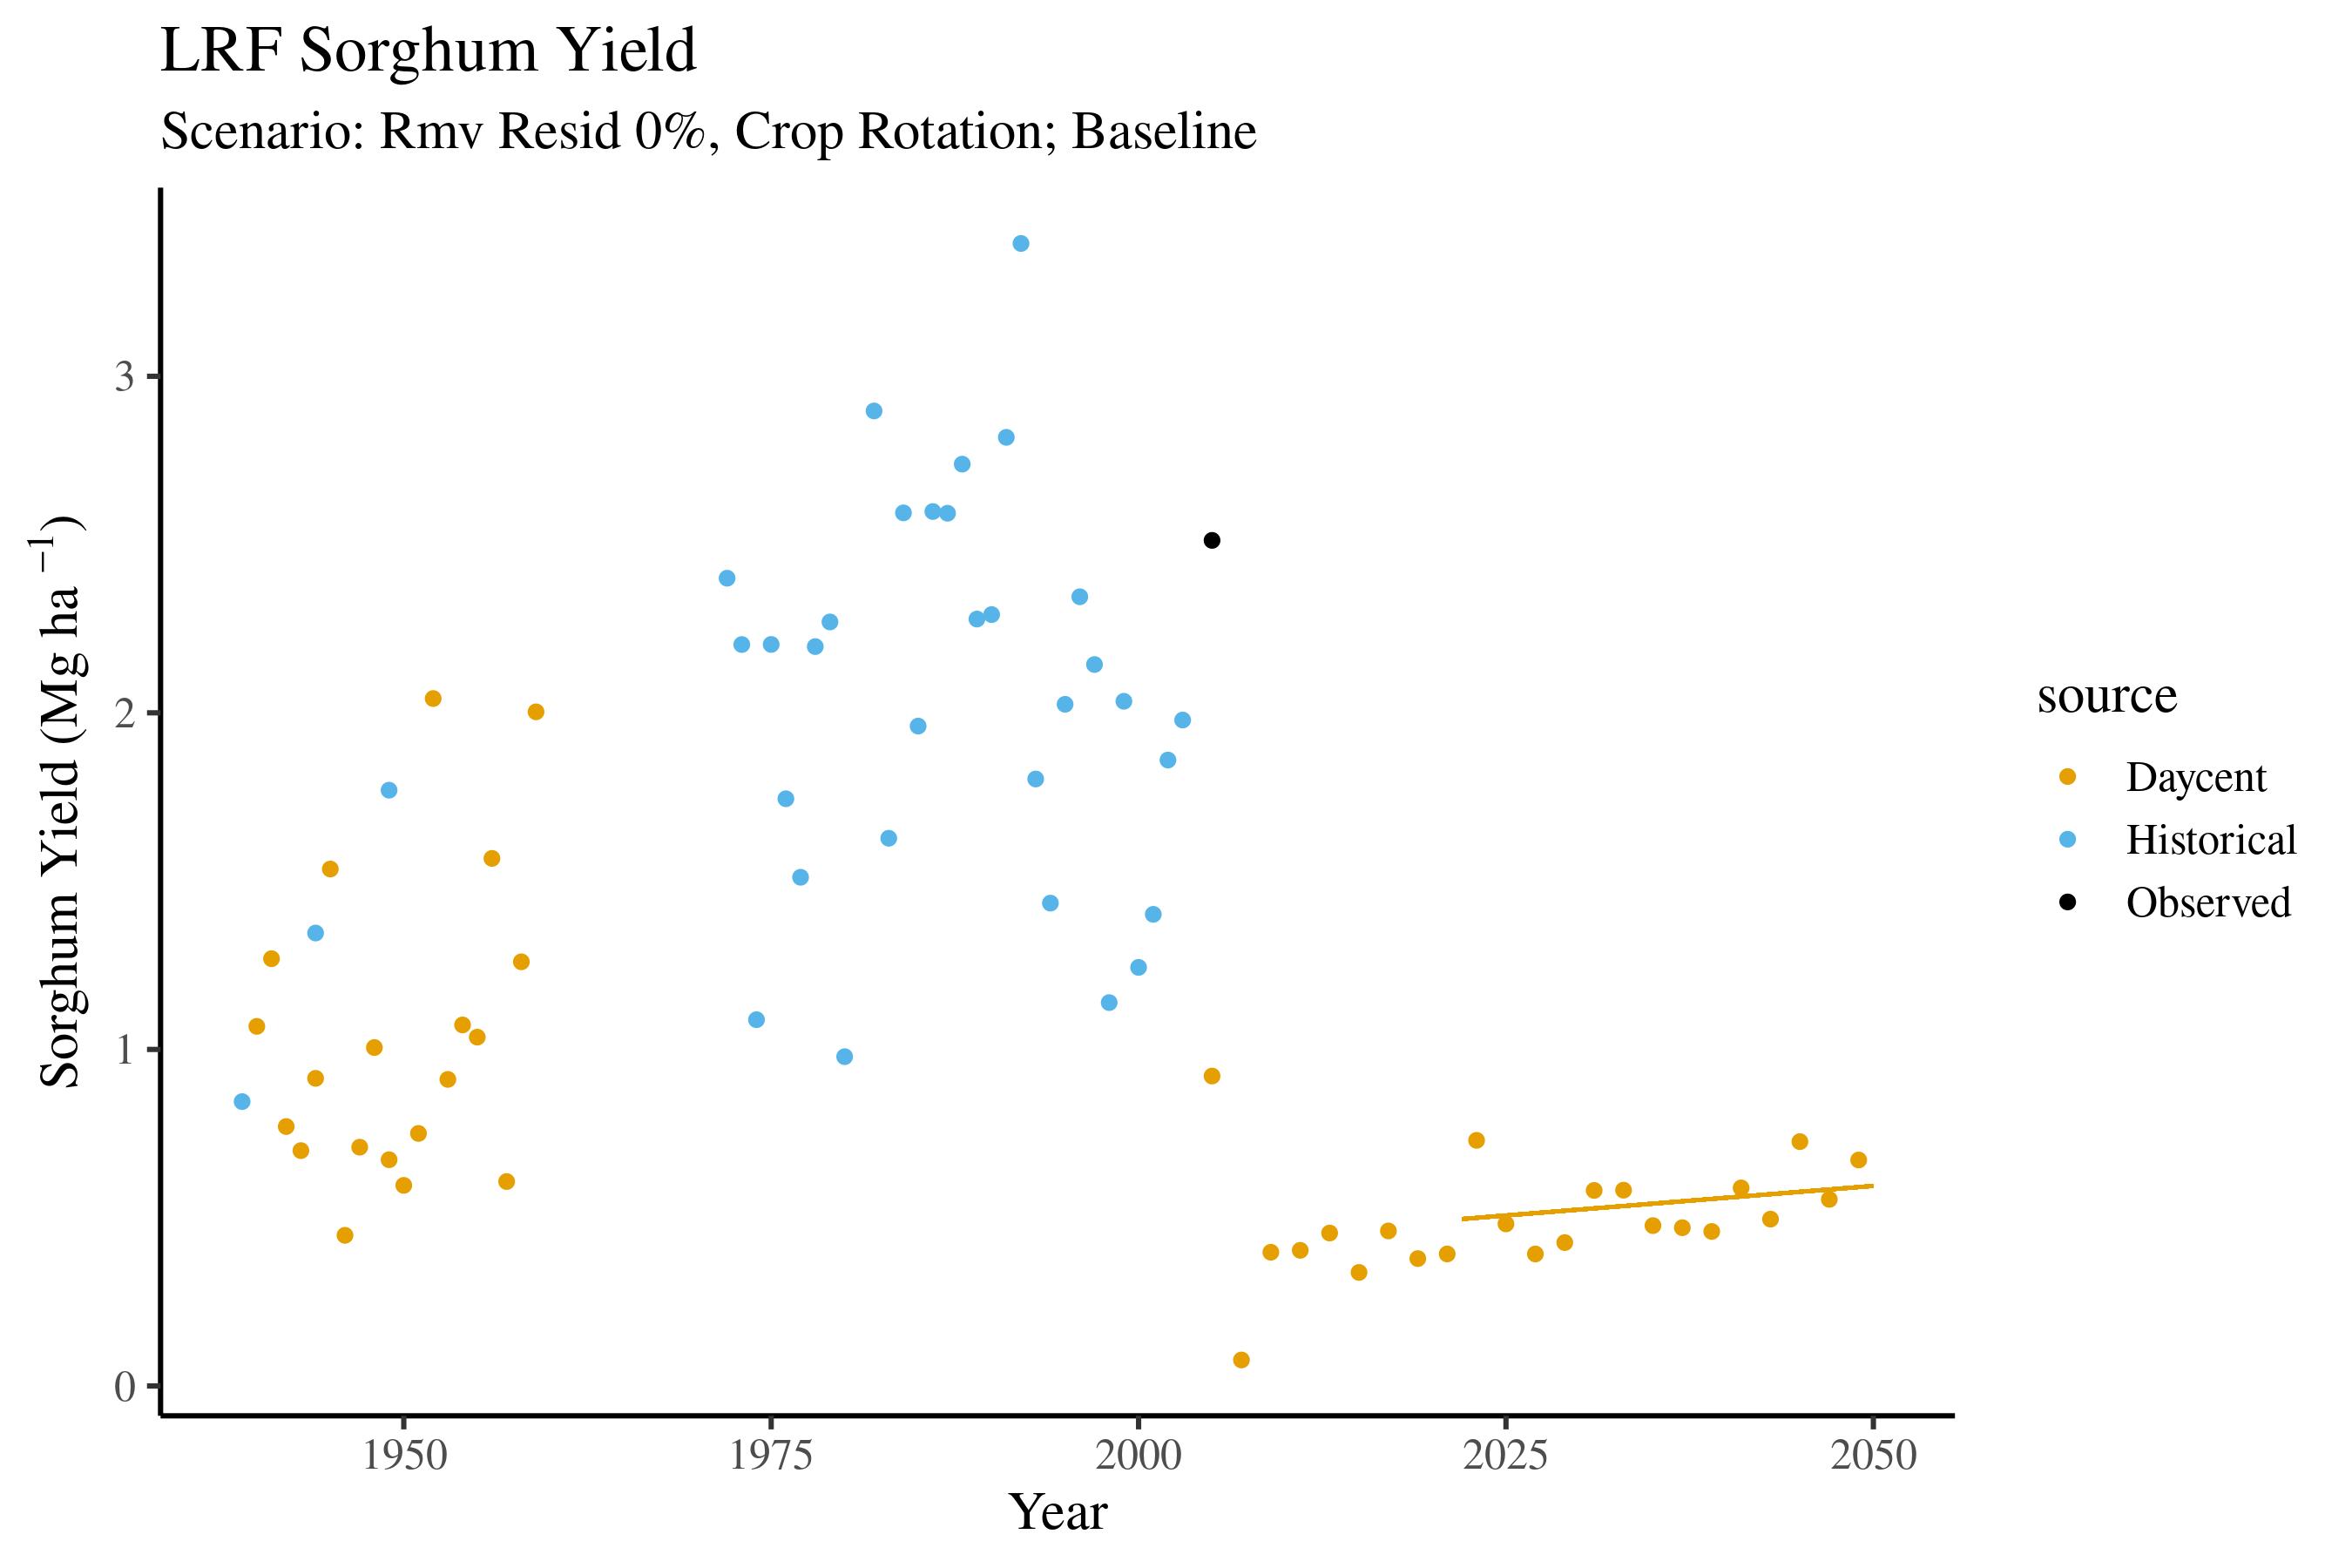 LRF Sorghum Yield
Scenario: Rmv Resid 0%, Crop Rotation; Baseline
Sorghum Yield (Mg ha −1)
3
2
1
0
1950
1975
2000
2025
2050
Year
source
Daycent
Historical
Observed